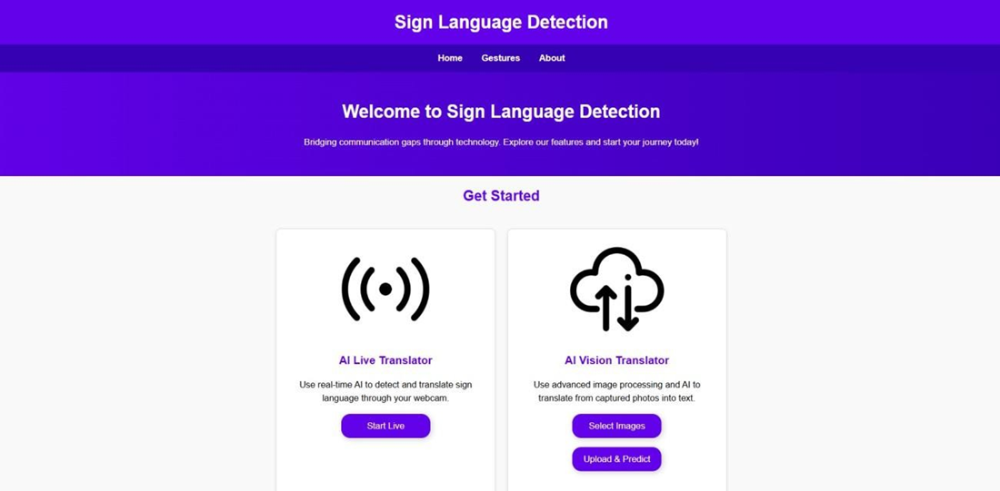 Sign Language Detection
Home Gestures About
Welcome to Sign Language Detection
Bridging communication gaps through technology. Explore our features and start your journey today!
Get Started
AI Live Translator
Use real-time AI to detect and translate sign
language through your webcam.
Start Live
AI Vision Translator
Use advanced image processing and AI to
translate from captured photos into text.
Select Images
Upload & Predict